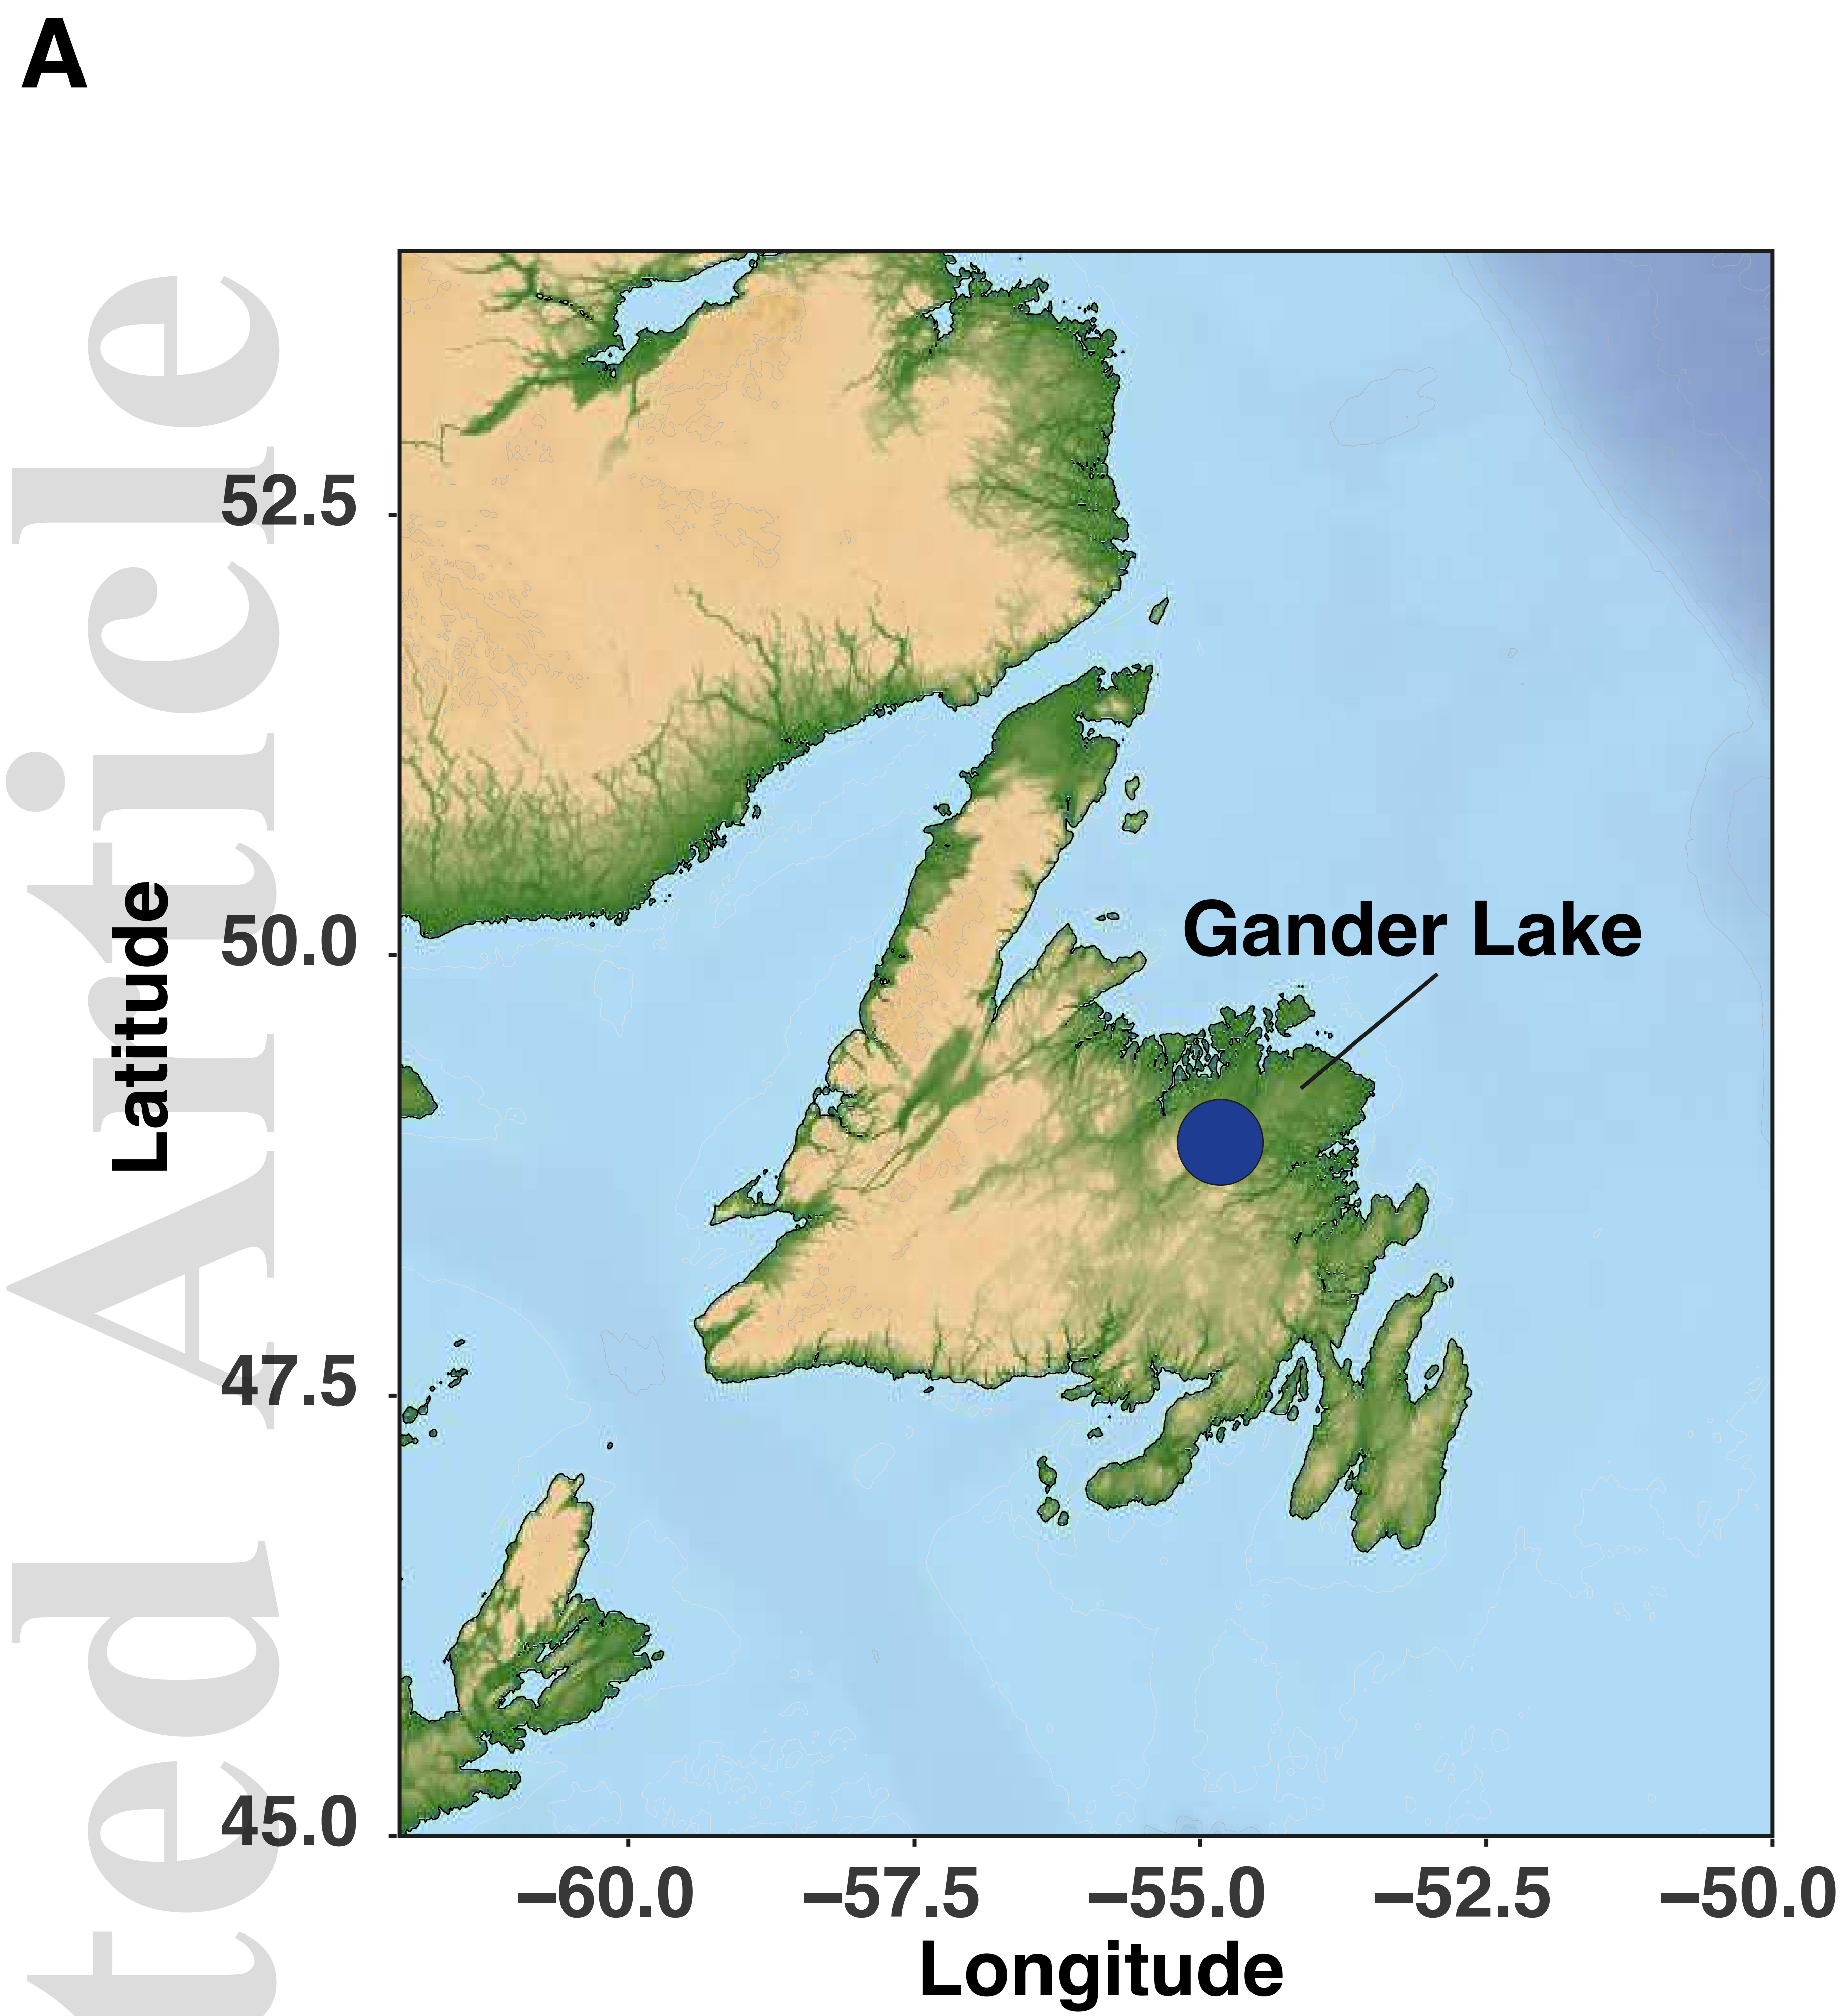 A
52.5
50.0
47.5
45.0
Latitude
Gander Lake
–60.0
–57.5
–55.0
–52.5
–50.0
Longitude
ted Article